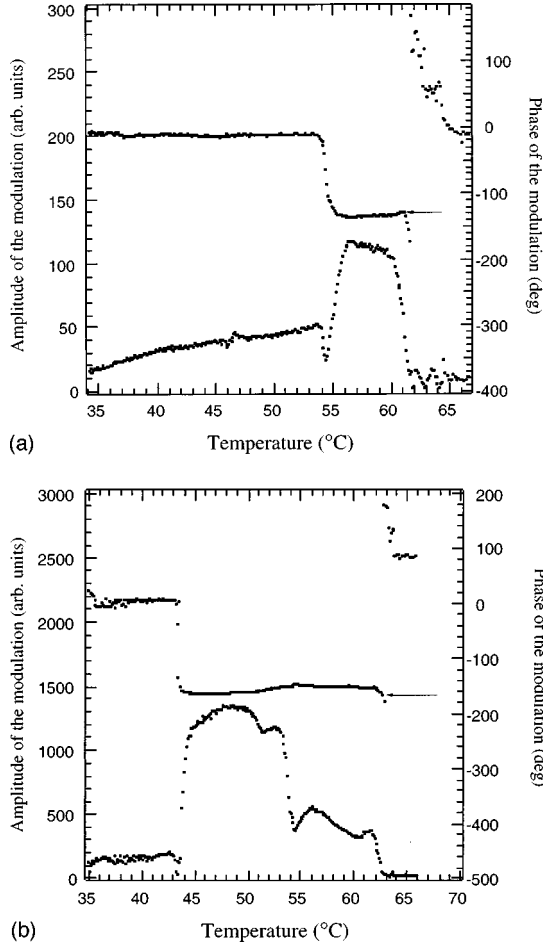 300
250
200
150
100
50
0
Amplitude of the modulation (arb. units)
100
0
-100
-200
-300
-400
Phase of the modulation
(deg)
35 40 45 50 55 60 65
(a)
Temperature (°C)
3000
2500
2000
1500
1000
500
0
Amplitude of the modulation (arb. units)
200
100
0
-100
-200
-300
-400
-500
Phase of the modulation
(deg)
35 40 45 50 55 60 65 70
(b)
Temperature (°C)